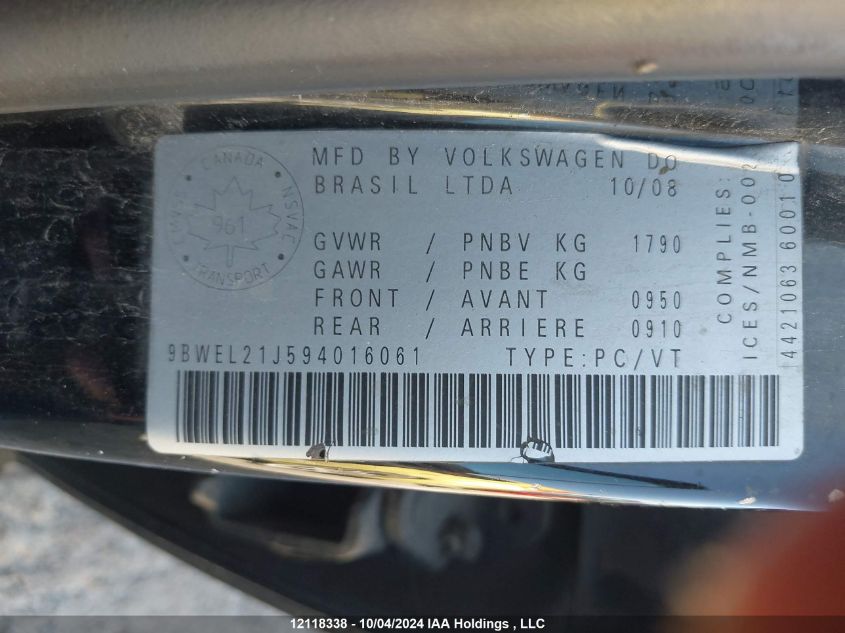 CANADA
CMVSS
NSVAC
961
TRANSPORT
MFD BY VOLKSWAGEN DO
BRASIL LTDA 10/08
GVWR / PNBV KG 1790
GAWR / PNBE KG
FRONT / AVANT 0950
REAR / ARRIERE 0910
9BWEL21J594016061 TYPE:PC/VT
COMPLIES:
ICES/NMB-002
4421063 60010
12118338 - 10/04/2024 IAA Holdings , LLC